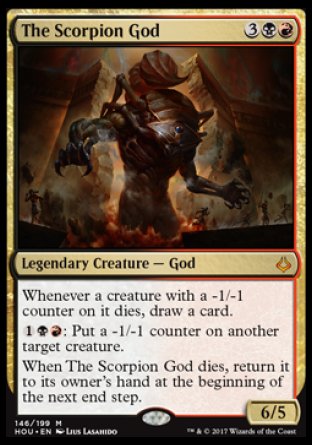 The Scorpion God 3
Legendary Creature — God
Whenever a creature with a -1/-1
counter on it dies, draw a card.
1: Put a -1/-1 counter on another
target creature.
When The Scorpion God dies, return it
to its owner's hand at the beginning of
the next end step.
6/5
146/199 M
HOU • EN Lius Lasahido
™ & © 2017 Wizards of the Coast